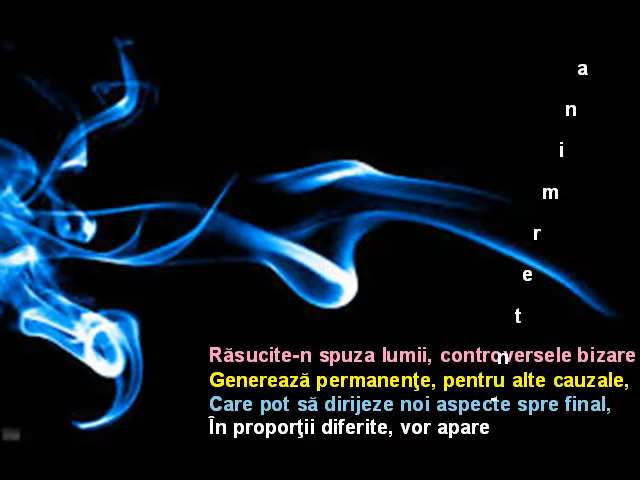 Răsucite-n spuza lumii, controversele bizare
Generează permanenţe, pentru alte cauzale,
Care pot să dirijeze noi aspecte spre final,
În proporţii diferite, vor apare
-ntermina